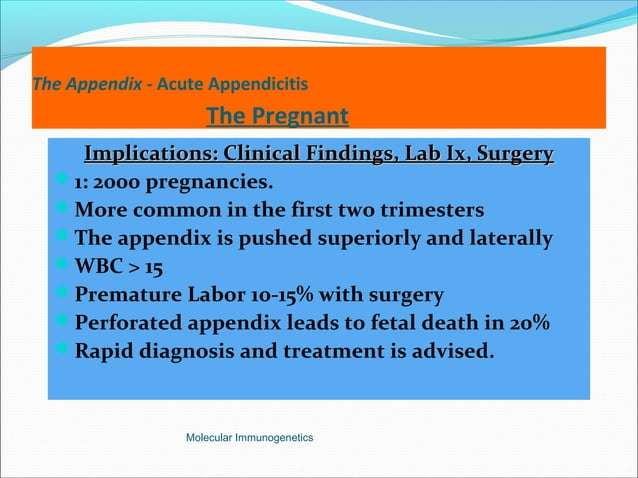 The Appendix - Acute Appendicitis
The Pregnant
Implications: Clinical Findings, Lab Ix, Surgery
1: 2000 pregnancies.
More common in the first two trimesters
The appendix is pushed superiorly and laterally
WBC > 15
Premature Labor 10-15% with surgery
Perforated appendix leads to fetal death in 20%
Rapid diagnosis and treatment is advised.
Molecular Immunogenetics